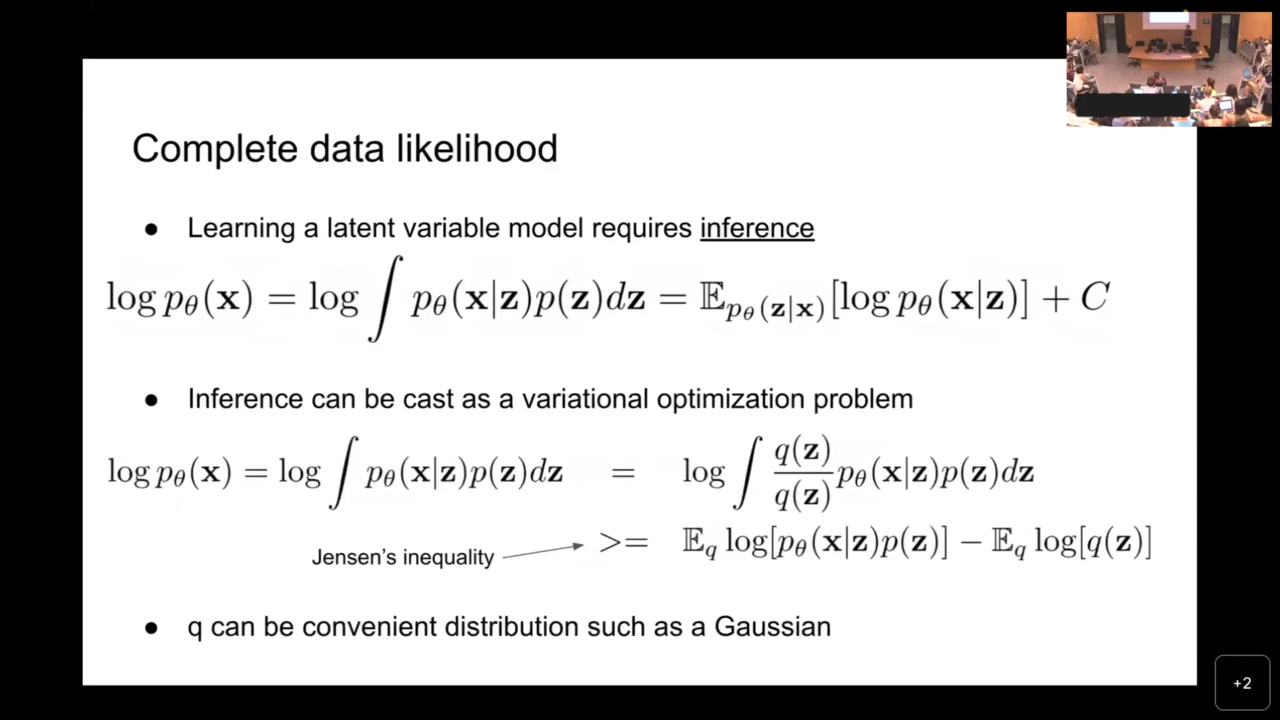 Complete data likelihood
● Learning a latent variable model requires inference
log pθ(x) = log ∫ pθ(x|z)p(z)dz = 𝔼pθ(z|x)[log pθ(x|z)] + C
● Inference can be cast as a variational optimization problem
log pθ(x) = log ∫ pθ(x|z)p(z)dz = log ∫ q(z)/q(z) pθ(x|z)p(z)dz
Jensen's inequality >= 𝔼q log[pθ(x|z)p(z)] − 𝔼q log[q(z)]
● q can be convenient distribution such as a Gaussian
+2